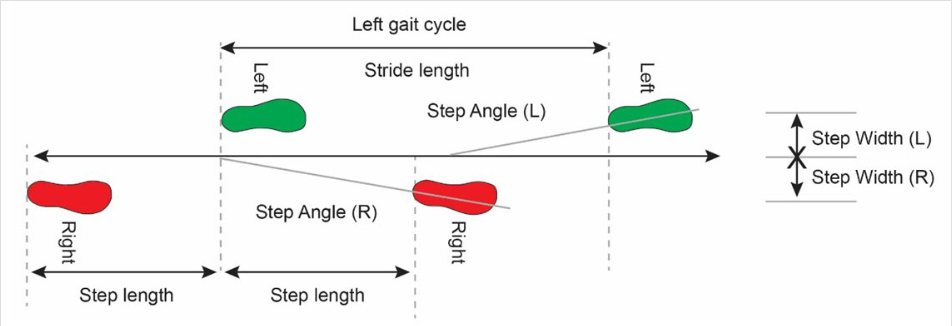 Left gait cycle
Stride length
Left
Left
Step Angle (L)
Step Width (L)
Step Width (R)
Step Angle (R)
Right
Right
Step length
Step length